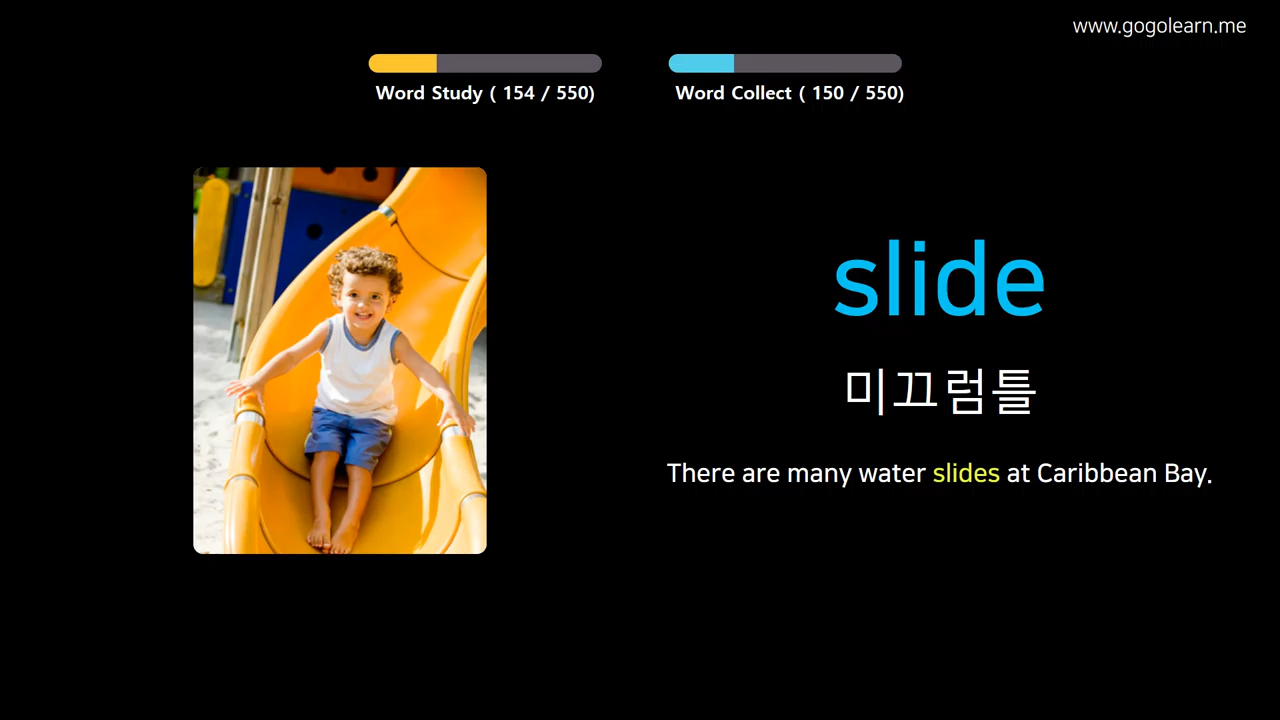 www.gogolearn.me
Word Study ( 154 / 550)
Word Collect ( 150 / 550)
slide
미끄럼틀
There are many water slides at Caribbean Bay.